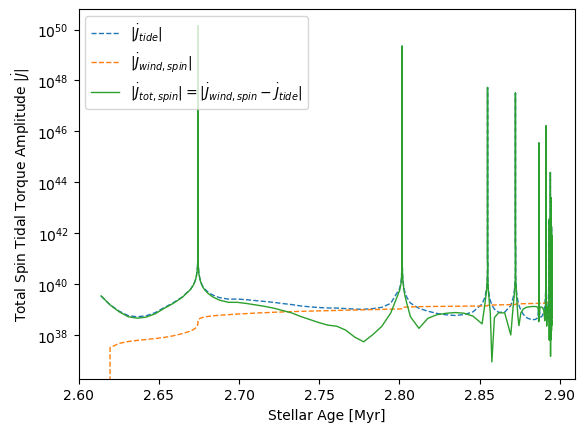 |J̇_{tide}|
|J̇_{wind, spin}|
|J̇_{tot, spin}| = |J̇_{wind, spin} − J̇_{tide}|
Total Spin Tidal Torque Amplitude |J̇|
10^{50}
10^{48}
10^{46}
10^{44}
10^{42}
10^{40}
10^{38}
2.60 2.65 2.70 2.75 2.80 2.85 2.90
Stellar Age [Myr]